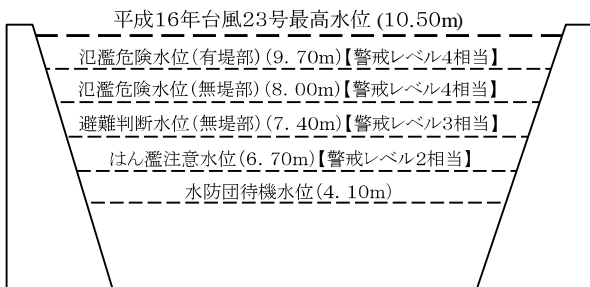 平成16年台風23号最高水位 (10.50m)
氾濫危険水位(有堤部)(9.70m)【警戒レベル4相当】
氾濫危険水位(無堤部)(8.00m)【警戒レベル4相当】
避難判断水位(無堤部)(7.40m)【警戒レベル3相当】
はん濫注意水位(6.70m)【警戒レベル2相当】
水防団待機水位(4.10m)